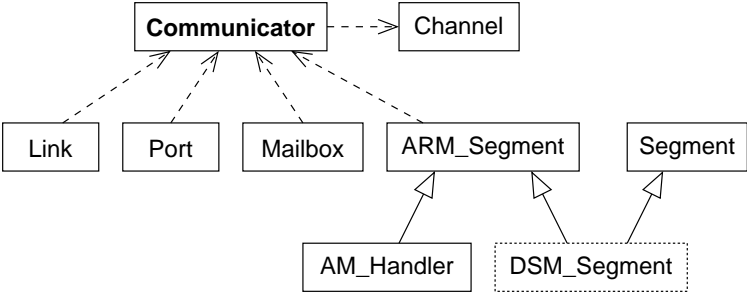 Communicator
Channel
Link
Port
Mailbox
ARM_Segment
Segment
AM_Handler
DSM_Segment